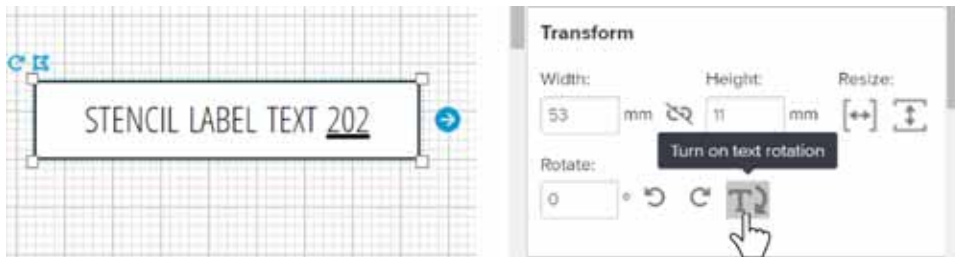 STENCIL LABEL TEXT 202
Transform
Width: Height: Resize:
53 mm 11 mm
Turn on text rotation
Rotate:
0 °